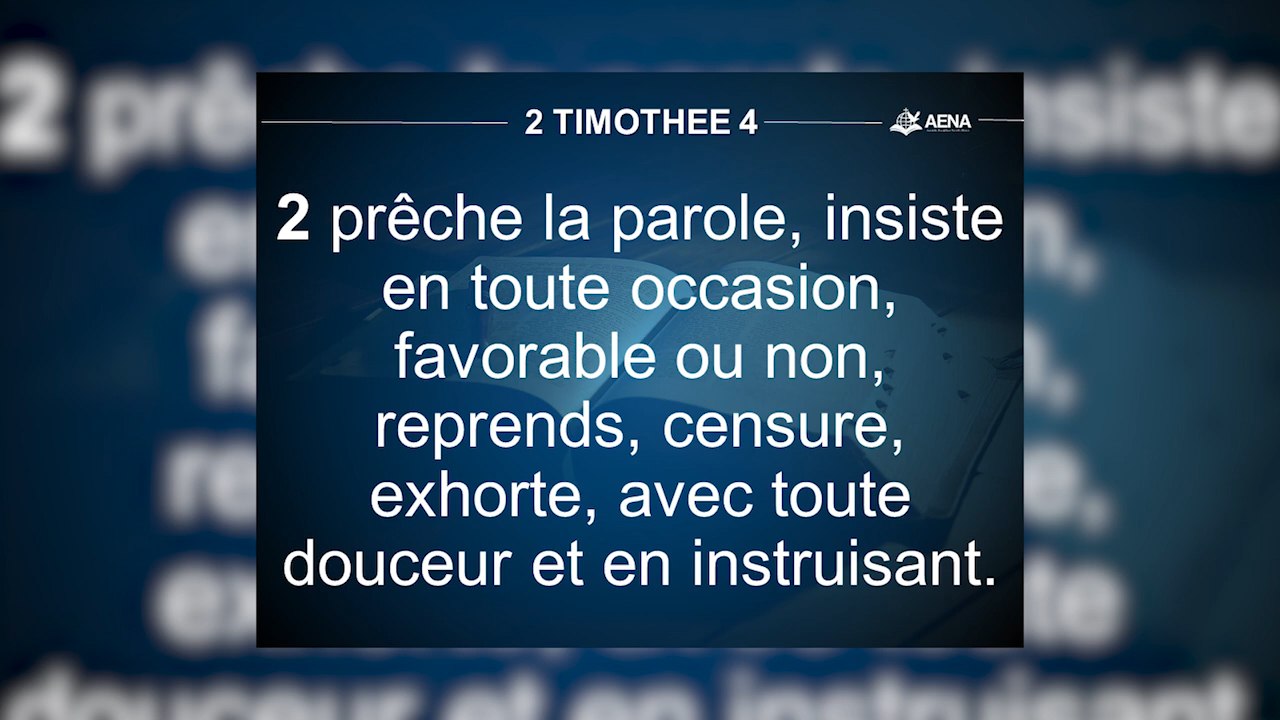 2 TIMOTHEE 4
AENA
2 prêche la parole, insiste
en toute occasion,
favorable ou non,
reprends, censure,
exhorte, avec toute
douceur et en instruisant.